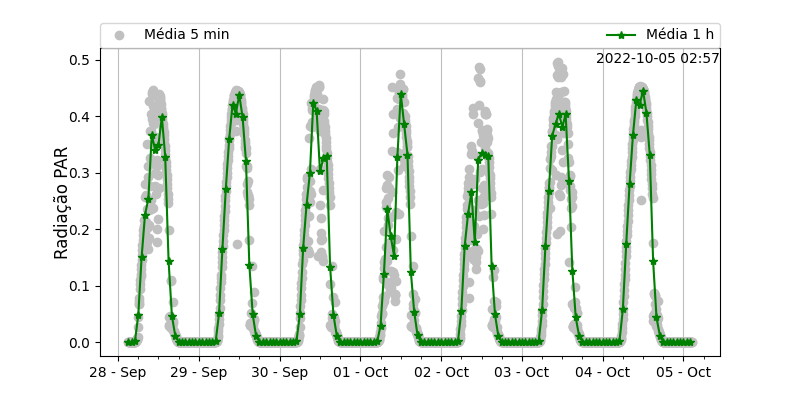 Média 5 min
Média 1 h
2022-10-05 02:57
Radiação PAR
0.5
0.4
0.3
0.2
0.1
0.0
28 - Sep
29 - Sep
30 - Sep
01 - Oct
02 - Oct
03 - Oct
04 - Oct
05 - Oct